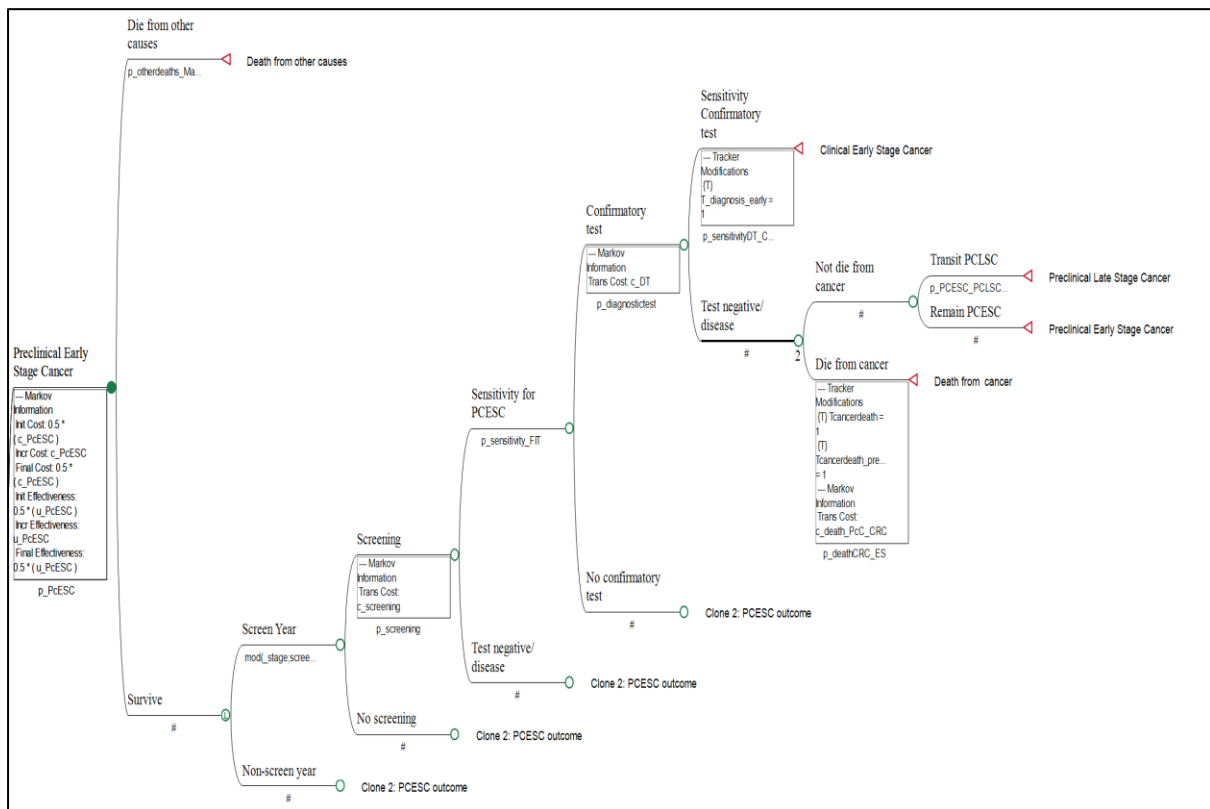 Die from other
causes
p_otherdeaths_Ma...
Death from other causes
Sensitivity
Confirmatory
test
--- Tracker
Modifications
{T}
T_diagnosis_early =
1
p_sensitivityDT_C...
Clinical Early Stage Cancer
Confirmatory
test
--- Markov
Information
Trans Cost: c_DT
p_diagnostictest
Not die from
cancer
#
Transit PCLSC
p_PCESC_PCLSC...
Preclinical Late Stage Cancer
Remain PCESC
#
Preclinical Early Stage Cancer
Test negative/
disease
#
2
Die from cancer
--- Tracker
Modifications
{T} Tcancerdeath =
1
{T}
Tcancerdeath_pre...
= 1
--- Markov
Information
Trans Cost:
c_death_PcC_CRC
p_deathCRC_ES
Death from cancer
Preclinical Early
Stage Cancer
--- Markov
Information
Init Cost: 0.5 *
( c_PcESC )
Incr Cost: c_PcESC
Final Cost: 0.5 *
( c_PcESC )
Init Effectiveness:
0.5 * ( u_PcESC )
Incr Effectiveness:
u_PcESC
Final Effectiveness:
0.5 * ( u_PcESC )
p_PcESC
Sensitivity for
PCESC
p_sensitivity_FIT
Screening
--- Markov
Information
Trans Cost:
c_screening
p_screening
No confirmatory
test
#
Clone 2: PCESC outcome
Screen Year
mod(_stage;scree...
Test negative/
disease
#
Clone 2: PCESC outcome
Survive
#
L
No screening
#
Clone 2: PCESC outcome
Non-screen year
#
Clone 2: PCESC outcome